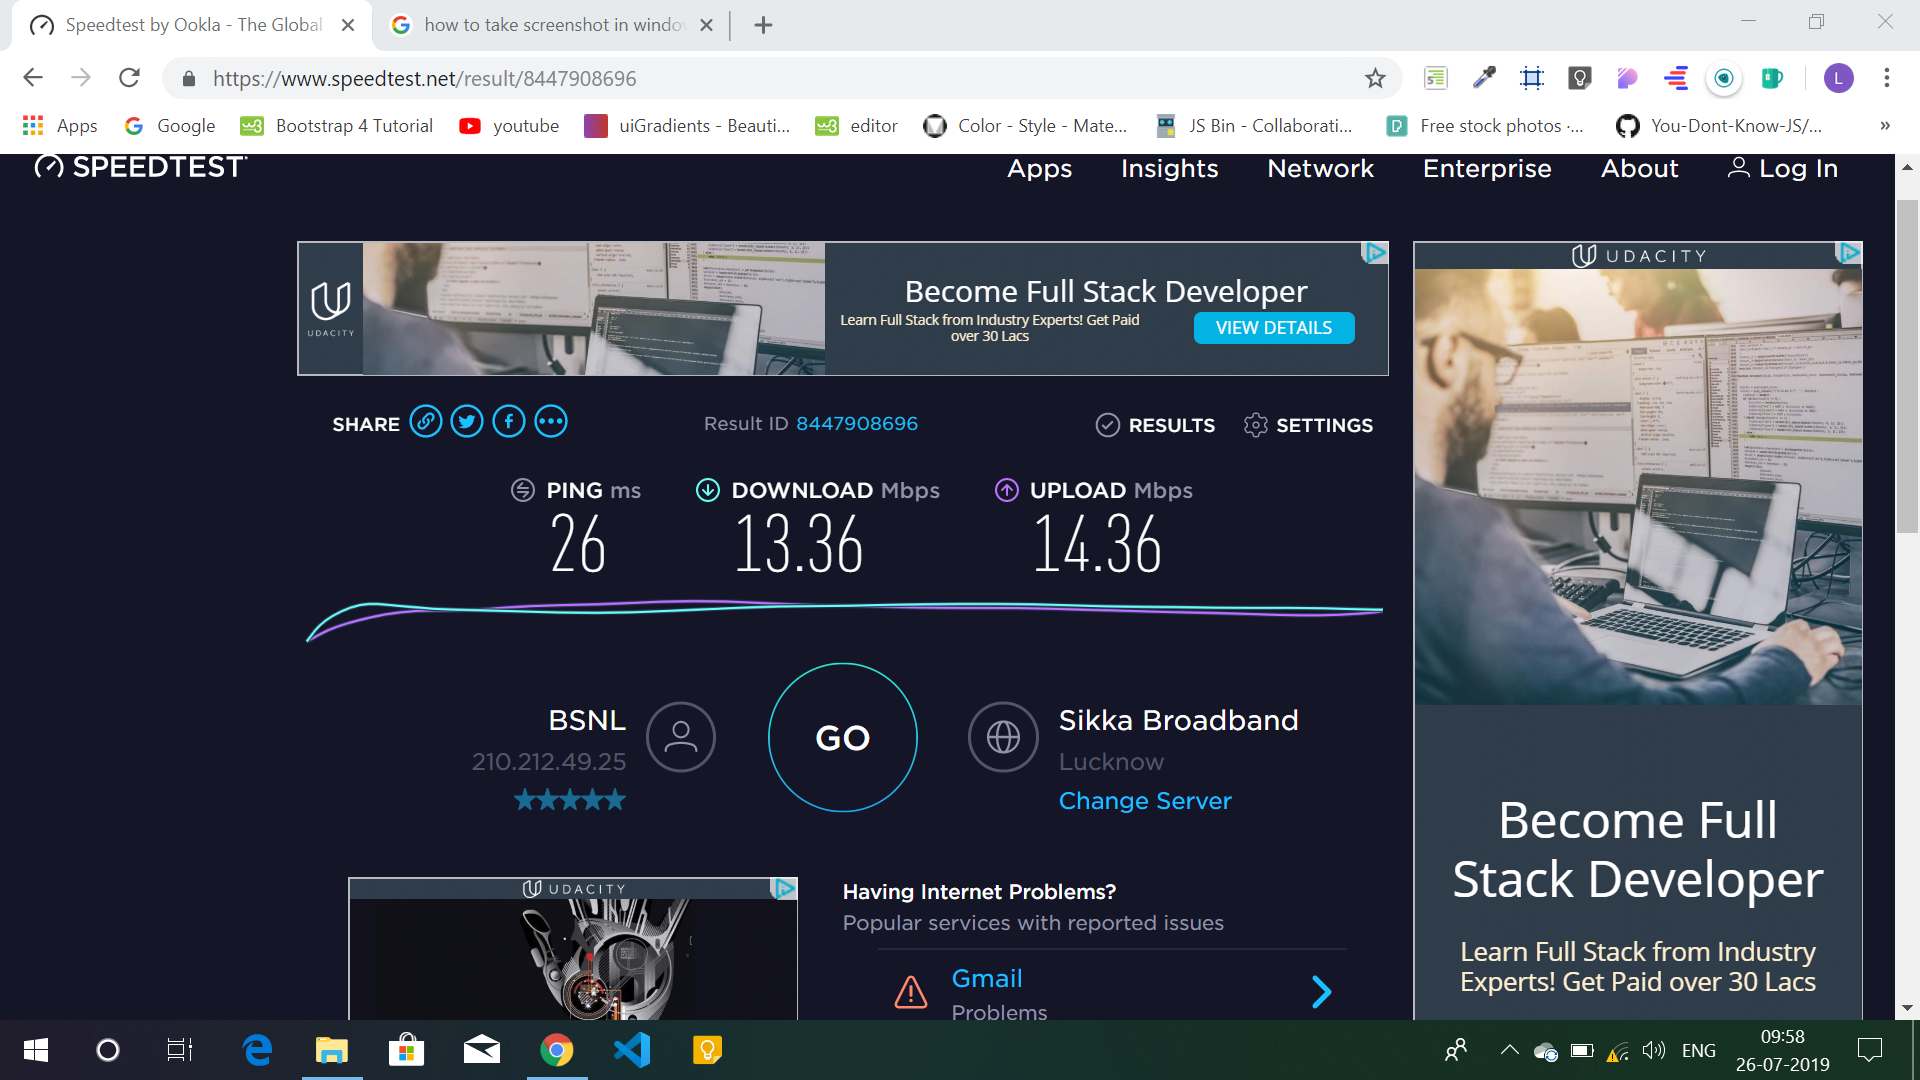 Speedtest by Ookla - The Global
how to take screenshot in windo
https://www.speedtest.net/result/8447908696
L
Apps
Google
Bootstrap 4 Tutorial
youtube
uiGradients - Beauti...
editor
Color - Style - Mate...
JS Bin - Collaborati...
Free stock photos ·...
You-Dont-Know-JS/...
SPEEDTEST
Apps
Insights
Network
Enterprise
About
Log In
UDACITY
Become Full Stack Developer
Learn Full Stack from Industry Experts! Get Paid
over 30 Lacs
VIEW DETAILS
UDACITY
SHARE
Result ID 8447908696
RESULTS
SETTINGS
PING ms
26
DOWNLOAD Mbps
13.36
UPLOAD Mbps
14.36
BSNL
210.212.49.25
GO
Sikka Broadband
Lucknow
Change Server
UDACITY
Having Internet Problems?
Popular services with reported issues
Gmail
Problems
Become Full
Stack Developer
Learn Full Stack from Industry
Experts! Get Paid over 30 Lacs
ENG
09:58
26-07-2019